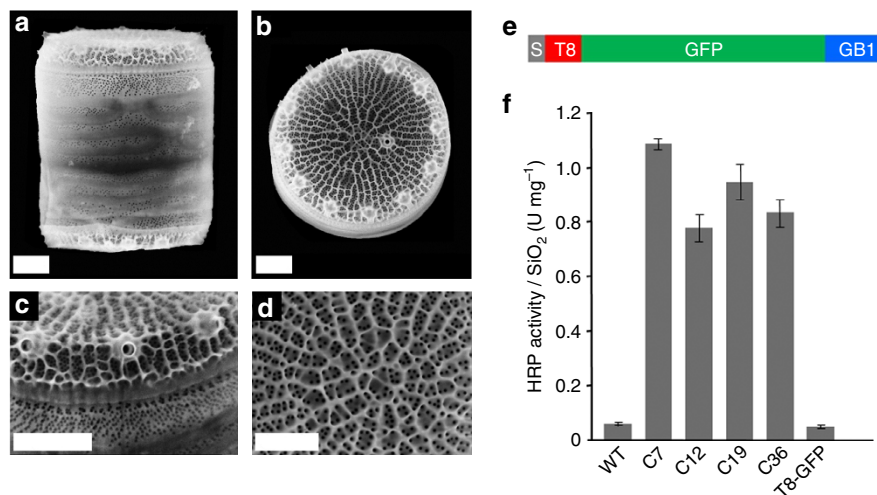 a
b
c
d
e
S T8 GFP GB1
f
HRP activity / SiO₂ (U mg⁻¹)
1.2
1.0
0.8
0.6
0.4
0.2
0
WT C7 C12 C19 C36 T8-GFP